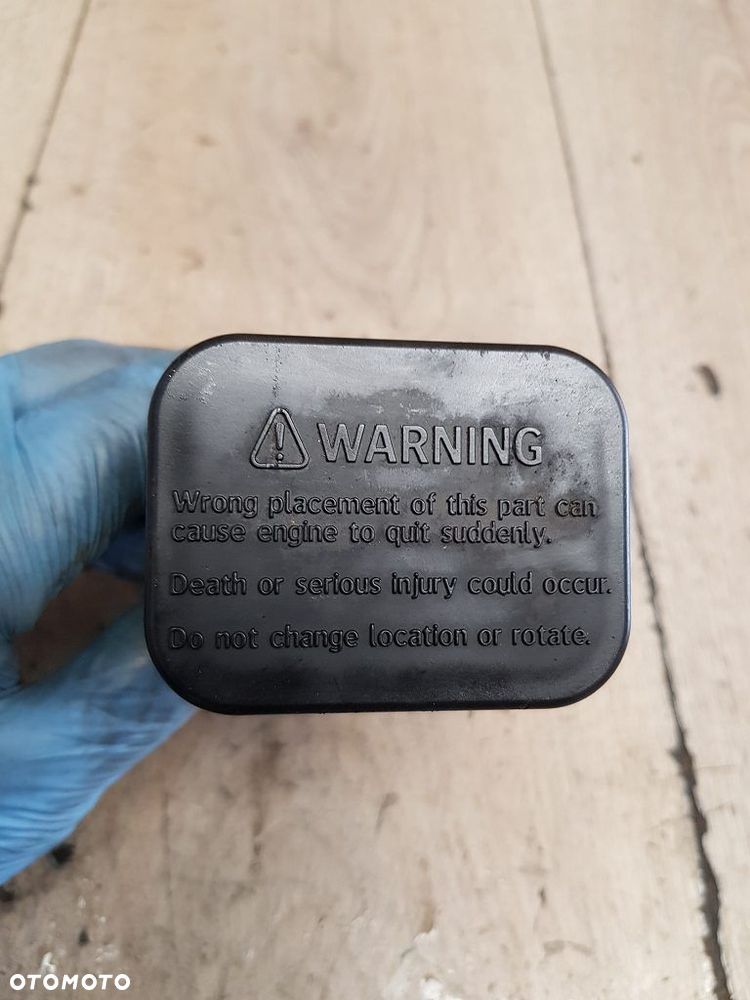 WARNING
Wrong placement of this part can
cause engine to quit suddenly.
Death or serious injury could occur.
Do not change location or rotate.
OTOMOTO